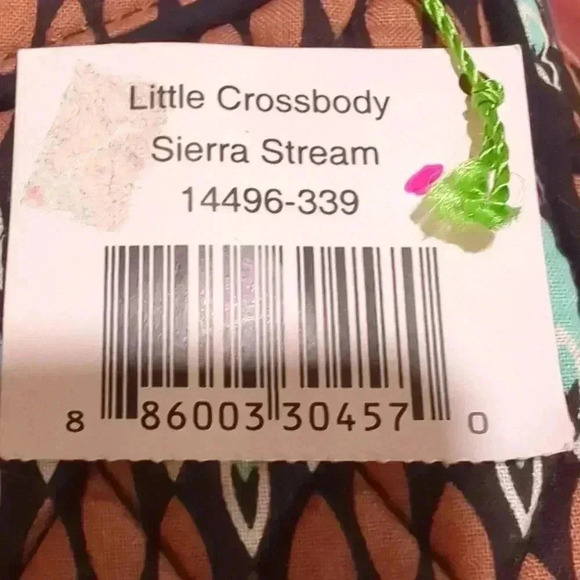 Little Crossbody
Sierra Stream
14496-339
8 86003 30457 0